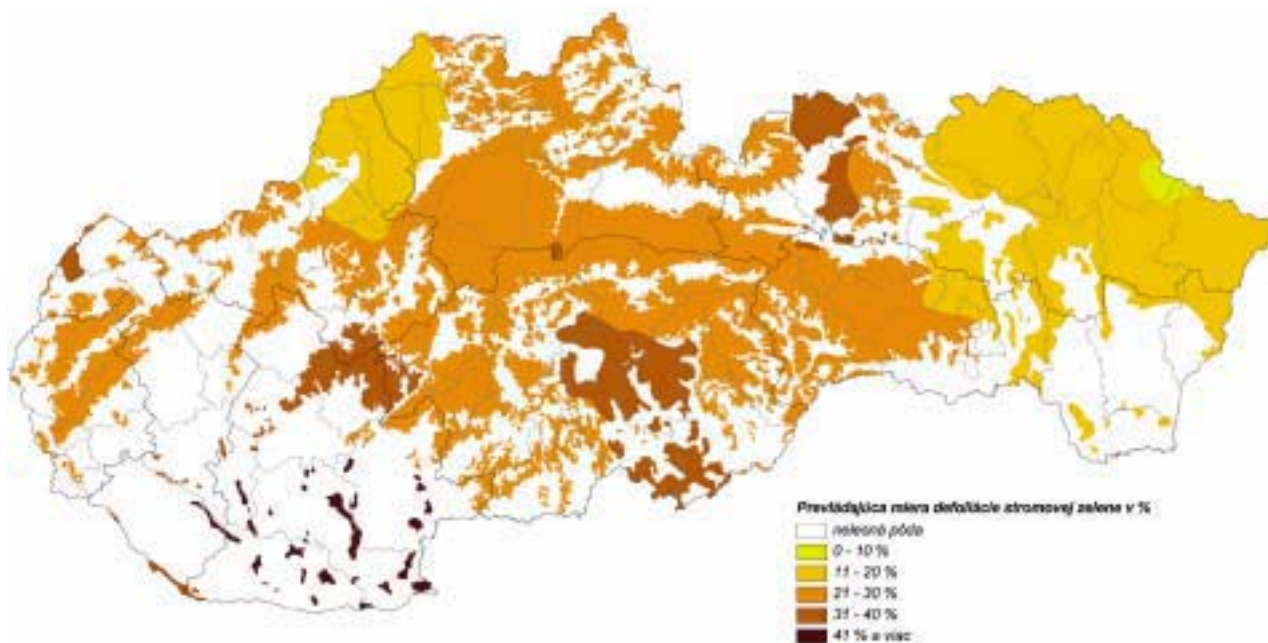 Prevládajúca miera defoliácie stromovej zelene v %
nelesná pôda
0 - 10 %
11 - 20 %
21 - 30 %
31 - 40 %
41 % a viac